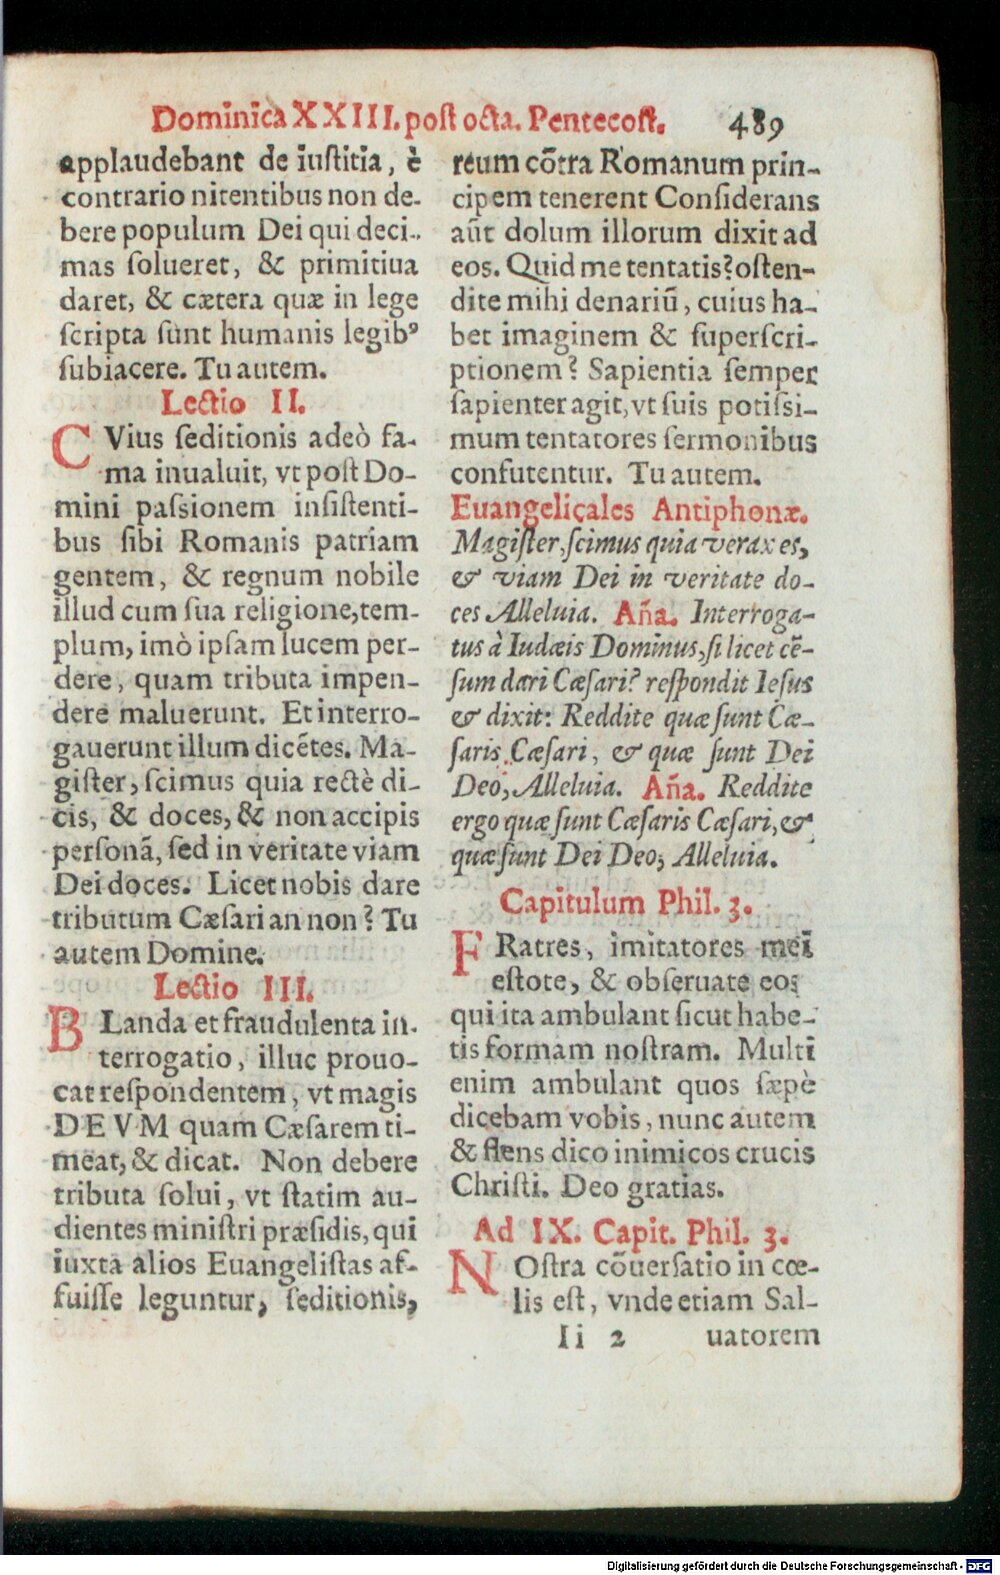 Dominica XXIII. post octa. Pentecost. 489
applaudebant de iustitia, è
contrario nitentibus non de-
bere populum Dei qui deci-
mas solueret, & primitiua
daret, & cætera quæ in lege
scripta sunt humanis legibꝰ
subiacere. Tu autem.
Lectio II.
CVius seditionis adeò fa-
ma inualuit, vt post Do-
mini passionem insistenti-
bus sibi Romanis patriam
gentem, & regnum nobile
illud cum sua religione, tem-
plum, imò ipsam lucem per-
dere, quam tributa impen-
dere maluerunt. Et interro-
gauerunt illum dicẽtes. Ma-
gister, scimus quia rectè di-
cis, & doces, & non accipis
personã, sed in veritate viam
Dei doces. Licet nobis dare
tributum Cæsari an non? Tu
autem Domine.
Lectio III.
BLanda et fraudulenta in-
terrogatio, illuc prouo-
cat respondentem, vt magis
DEVM quam Cæsarem ti-
meat, & dicat. Non debere
tributa solui, vt statim au-
dientes ministri præsidis, qui
iuxta alios Euangelistas af-
fuisse leguntur, seditionis,
reum cõtra Romanum prin-
cipem tenerent Considerans
aũt dolum illorum dixit ad
eos. Quid me tentatis? osten-
dite mihi denariũ, cuius ha-
bet imaginem & superscri-
ptionem? Sapientia semper
sapienter agit, vt suis potissi-
mum tentatores sermonibus
confutentur. Tu autem.
Euangelicales Antiphonæ.
Magister, scimus quia verax es,
& viam Dei in veritate do-
ces Alleluia. Aña. Interroga-
tus à Iudæis Dominus, si licet cẽ-
sum dari Cæsari? respondit Iesus
& dixit: Reddite quæ sunt Cæ-
saris Cæsari, & quæ sunt Dei
Deo, Alleluia. Aña. Reddite
ergo quæ sunt Cæsaris Cæsari, &
quæ sunt Dei Deo, Alleluia.
Capitulum Phil. 3.
FRatres, imitatores mei
estote, & obseruate eos
qui ita ambulant sicut habe-
tis formam nostram. Multi
enim ambulant quos sæpè
dicebam vobis, nunc autem
& flens dico inimicos crucis
Christi. Deo gratias.
Ad IX. Capit. Phil. 3.
NOstra cõuersatio in cœ-
lis est, vnde etiam Sal-
Ii 2 uatorem
Digitalisierung gefördert durch die Deutsche Forschungsgemeinschaft - DFG